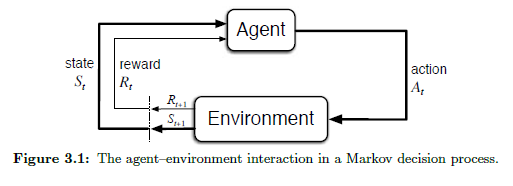 Agent
state
S_t
reward
R_t
action
A_t
R_{t+1}
S_{t+1}
Environment
Figure 3.1: The agent–environment interaction in a Markov decision process.